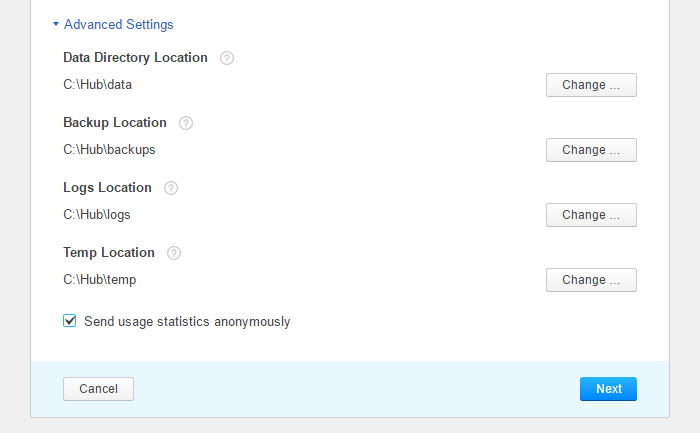 Advanced Settings
Data Directory Location ?
C:\Hub\data
Change ...
Backup Location ?
C:\Hub\backups
Change ...
Logs Location ?
C:\Hub\logs
Change ...
Temp Location ?
C:\Hub\temp
Change ...
Send usage statistics anonymously
Cancel
Next